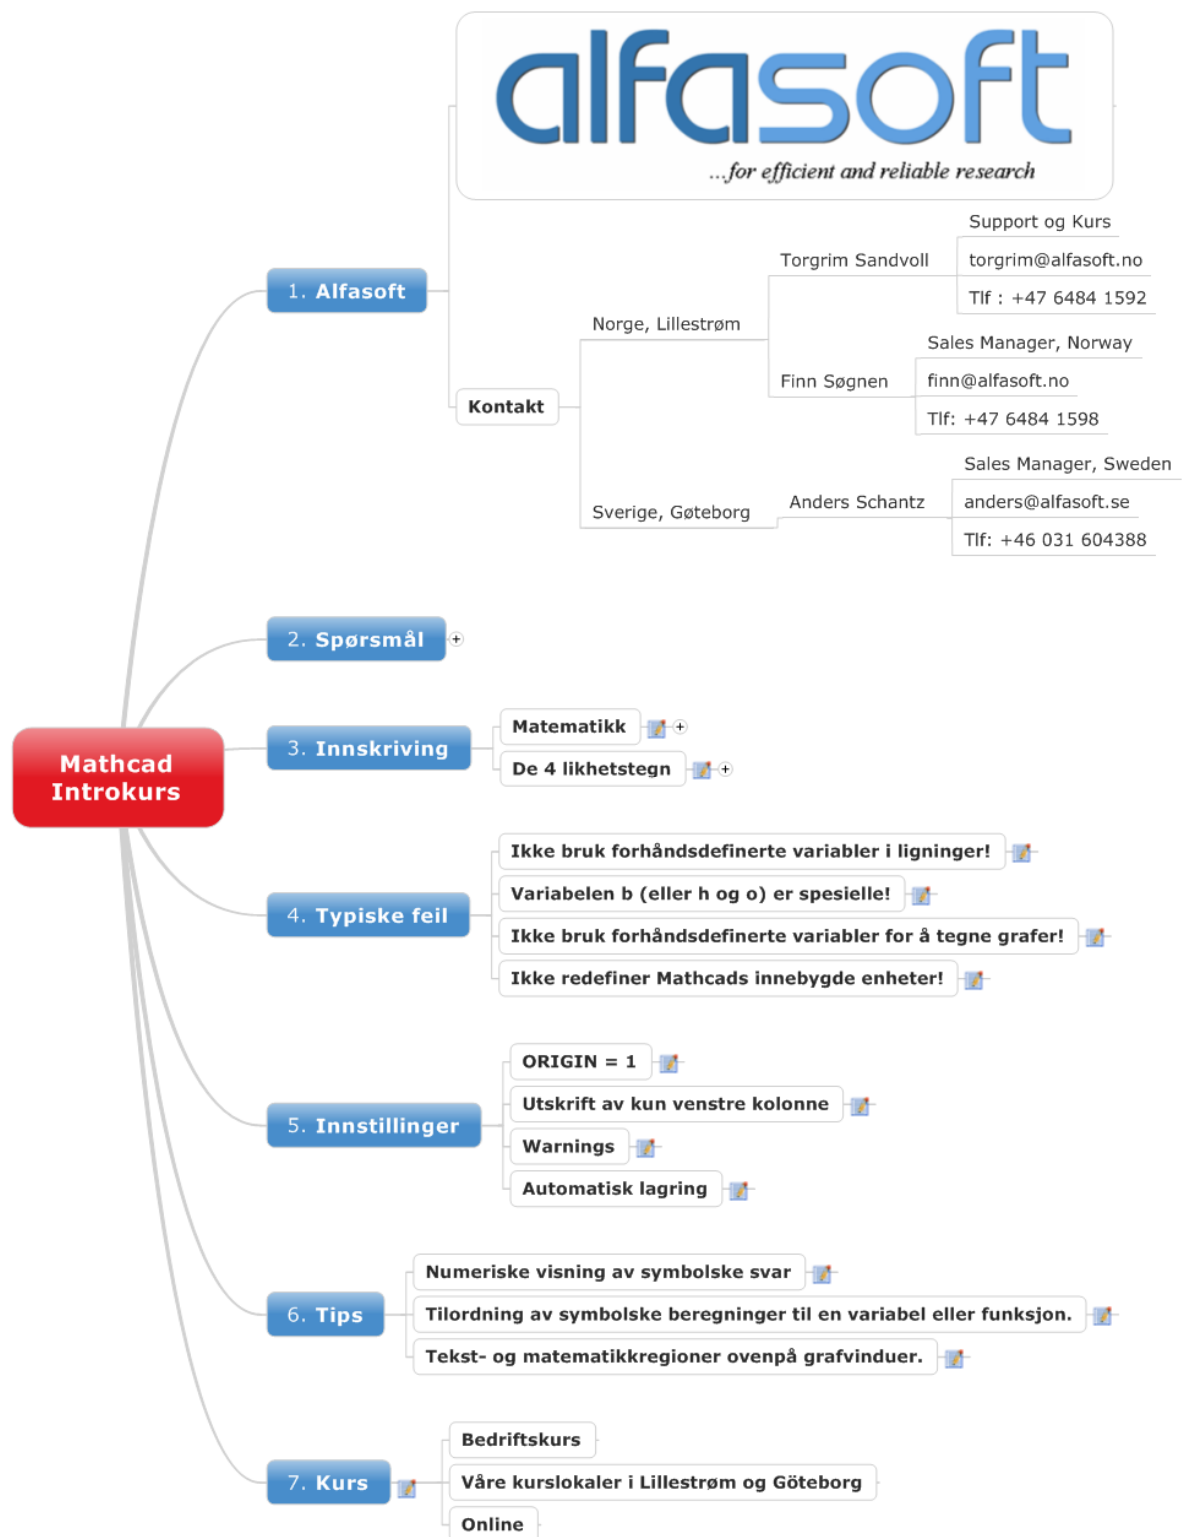 alfasoft
...for efficient and reliable research
1. Alfasoft
Kontakt
Norge, Lillestrøm
Torgrim Sandvoll
Support og Kurs
torgrim@alfasoft.no
Tlf : +47 6484 1592
Finn Søgnen
Sales Manager, Norway
finn@alfasoft.no
Tlf: +47 6484 1598
Sverige, Gøteborg
Anders Schantz
Sales Manager, Sweden
anders@alfasoft.se
Tlf: +46 031 604388
2. Spørsmål
Mathcad
Introkurs
3. Innskriving
Matematikk
De 4 likhetstegn
4. Typiske feil
Ikke bruk forhåndsdefinerte variabler i ligninger!
Variabelen b (eller h og o) er spesielle!
Ikke bruk forhåndsdefinerte variabler for å tegne grafer!
Ikke redefiner Mathcads innebygde enheter!
5. Innstillinger
ORIGIN = 1
Utskrift av kun venstre kolonne
Warnings
Automatisk lagring
6. Tips
Numeriske visning av symbolske svar
Tilordning av symbolske beregninger til en variabel eller funksjon.
Tekst- og matematikkregioner ovenpå grafvinduer.
7. Kurs
Bedriftskurs
Våre kurslokaler i Lillestrøm og Göteborg
Online